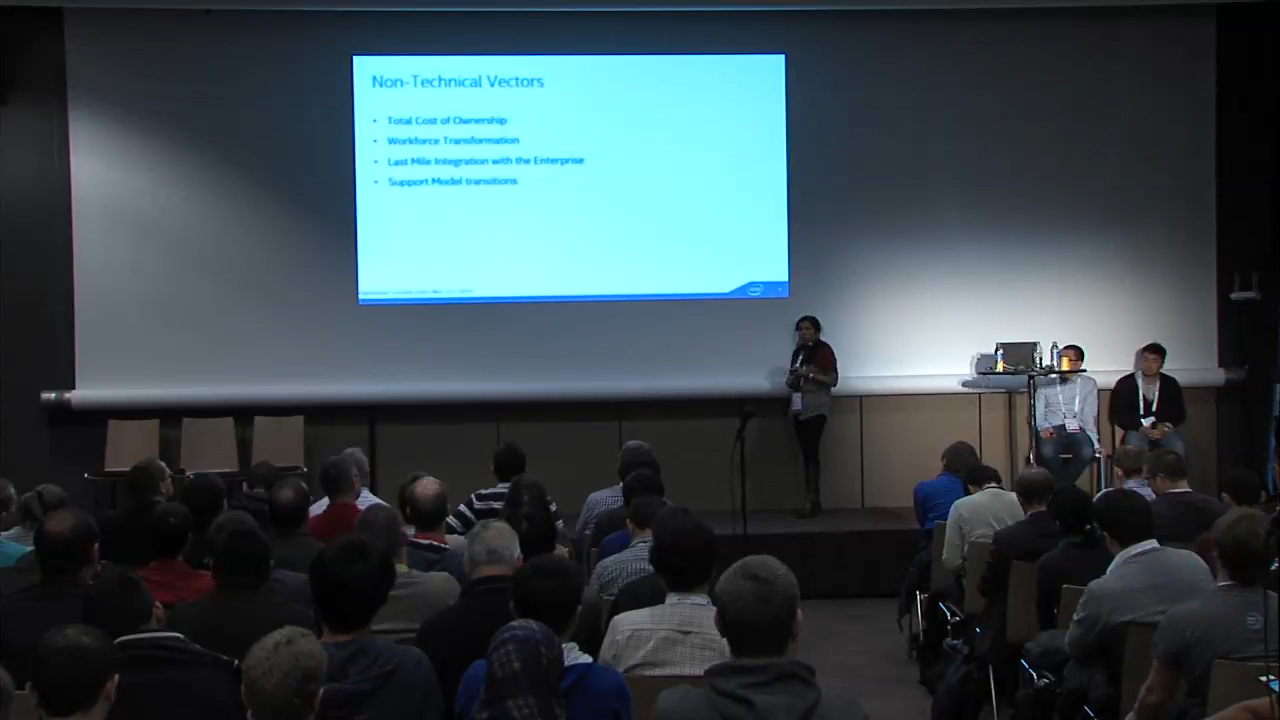 Non-Technical Vectors
• Total Cost of Ownership
• Workforce Transformation
• Last Mile Integration with the Enterprise
• Support Model transitions